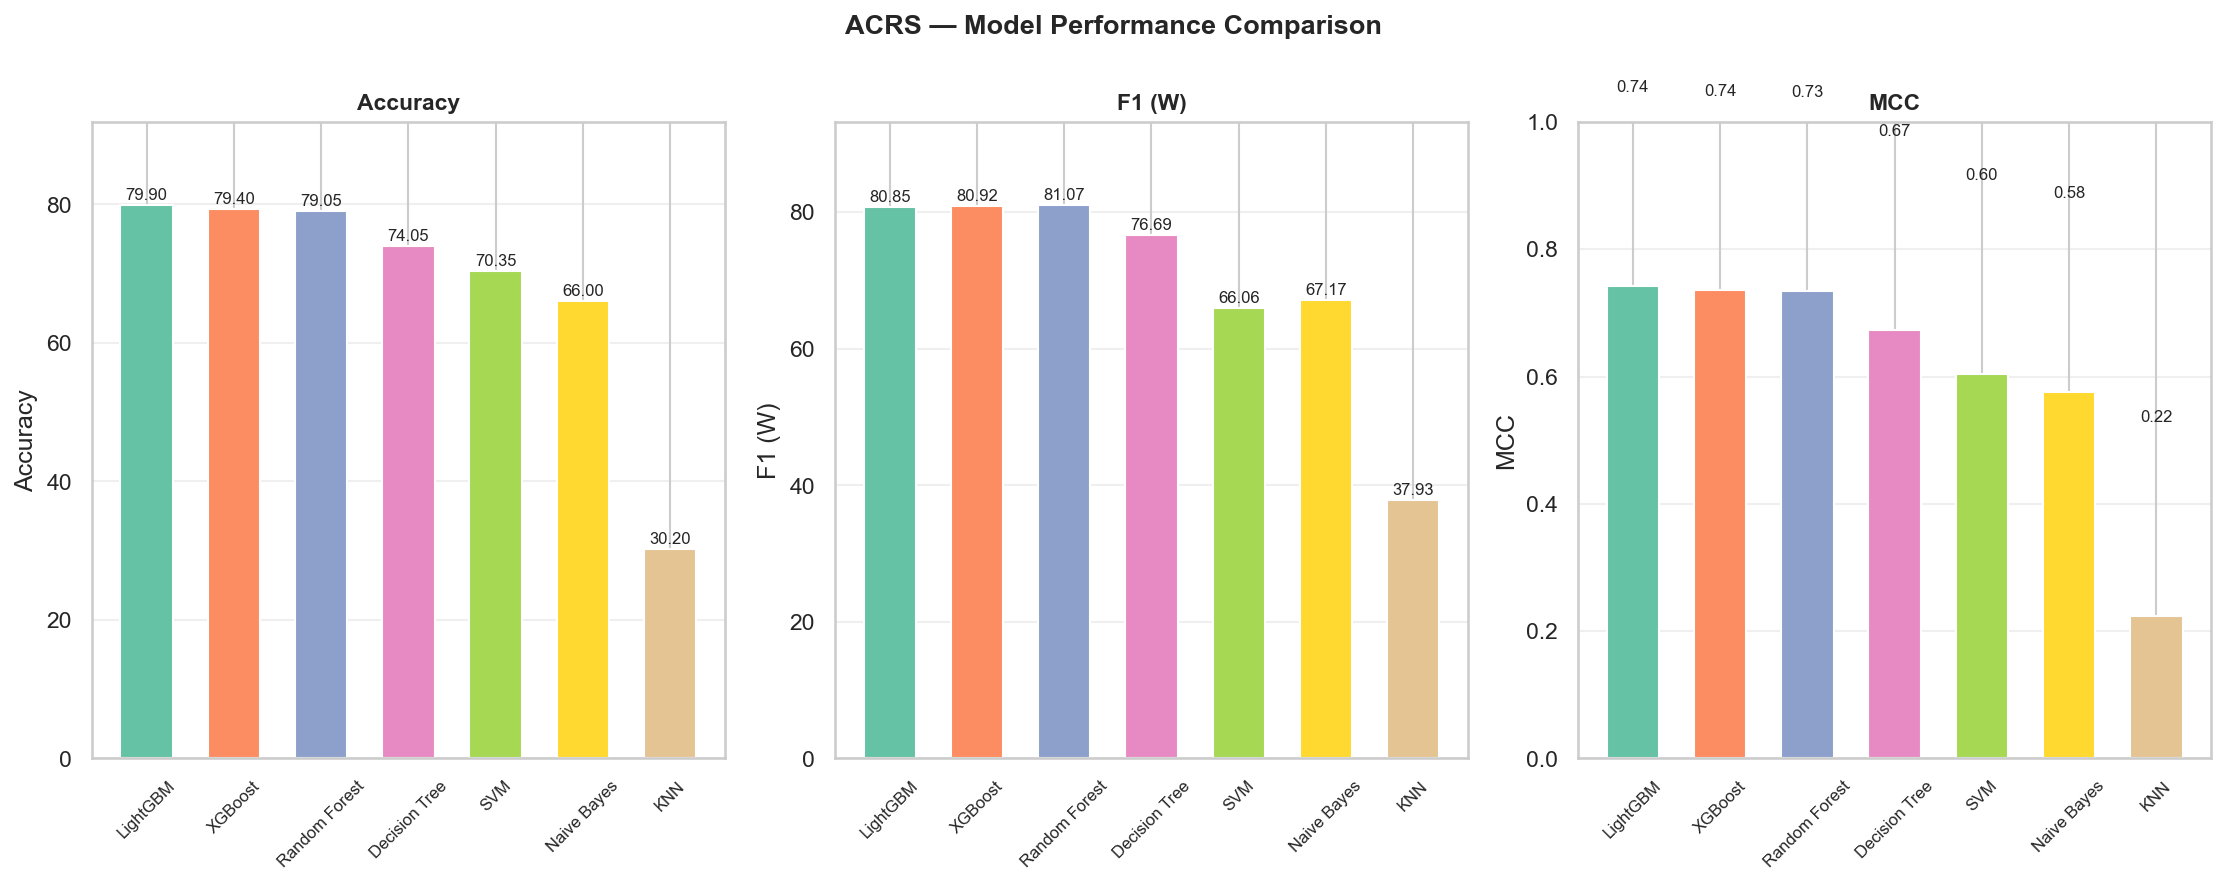 ACRS — Model Performance Comparison
Accuracy
79.90 79.40 79.05 74.05 70.35 66.00 30.20
80
60
40
20
0
Accuracy
LightGBM XGBoost Random Forest Decision Tree SVM Naive Bayes KNN
F1 (W)
80.85 80.92 81.07 76.69 66.06 67.17 37.93
80
60
40
20
0
F1 (W)
LightGBM XGBoost Random Forest Decision Tree SVM Naive Bayes KNN
MCC
0.74 0.74 0.73 0.67 0.60 0.58 0.22
1.0
0.8
0.6
0.4
0.2
0.0
MCC
LightGBM XGBoost Random Forest Decision Tree SVM Naive Bayes KNN